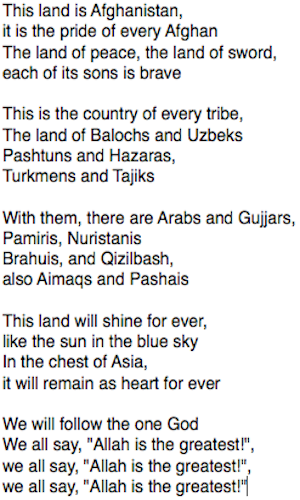 This land is Afghanistan,
it is the pride of every Afghan
The land of peace, the land of sword,
each of its sons is brave
This is the country of every tribe,
The land of Balochs and Uzbeks
Pashtuns and Hazaras,
Turkmens and Tajiks
With them, there are Arabs and Gujjars,
Pamiris, Nuristanis
Brahuis, and Qizilbash,
also Aimaqs and Pashais
This land will shine for ever,
like the sun in the blue sky
In the chest of Asia,
it will remain as heart for ever
We will follow the one God
We all say, "Allah is the greatest!",
we all say, "Allah is the greatest!",
we all say, "Allah is the greatest!"